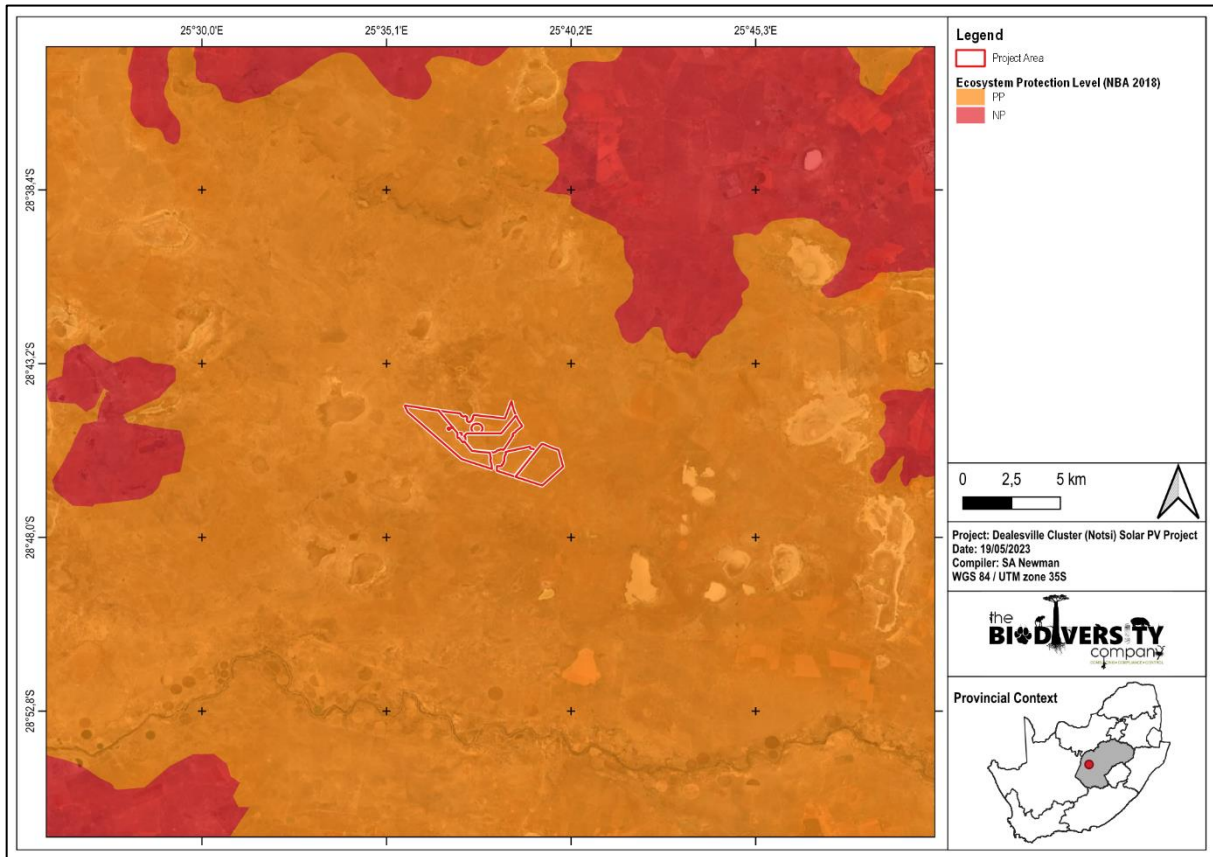 25°30,0'E
25°35,1'E
25°40,2'E
25°45,3'E
28°38,4'S
28°43,2'S
28°48,0'S
28°52,8'S
Legend
Project Area
Ecosystem Protection Level (NBA 2018)
PP
NP
0 2,5 5 km
Project: Dealesville Cluster (Notsi) Solar PV Project
Date: 19/05/2023
Compiler: SA Newman
WGS 84 / UTM zone 35S
the
BIODIVERSITY
company
Provincial Context